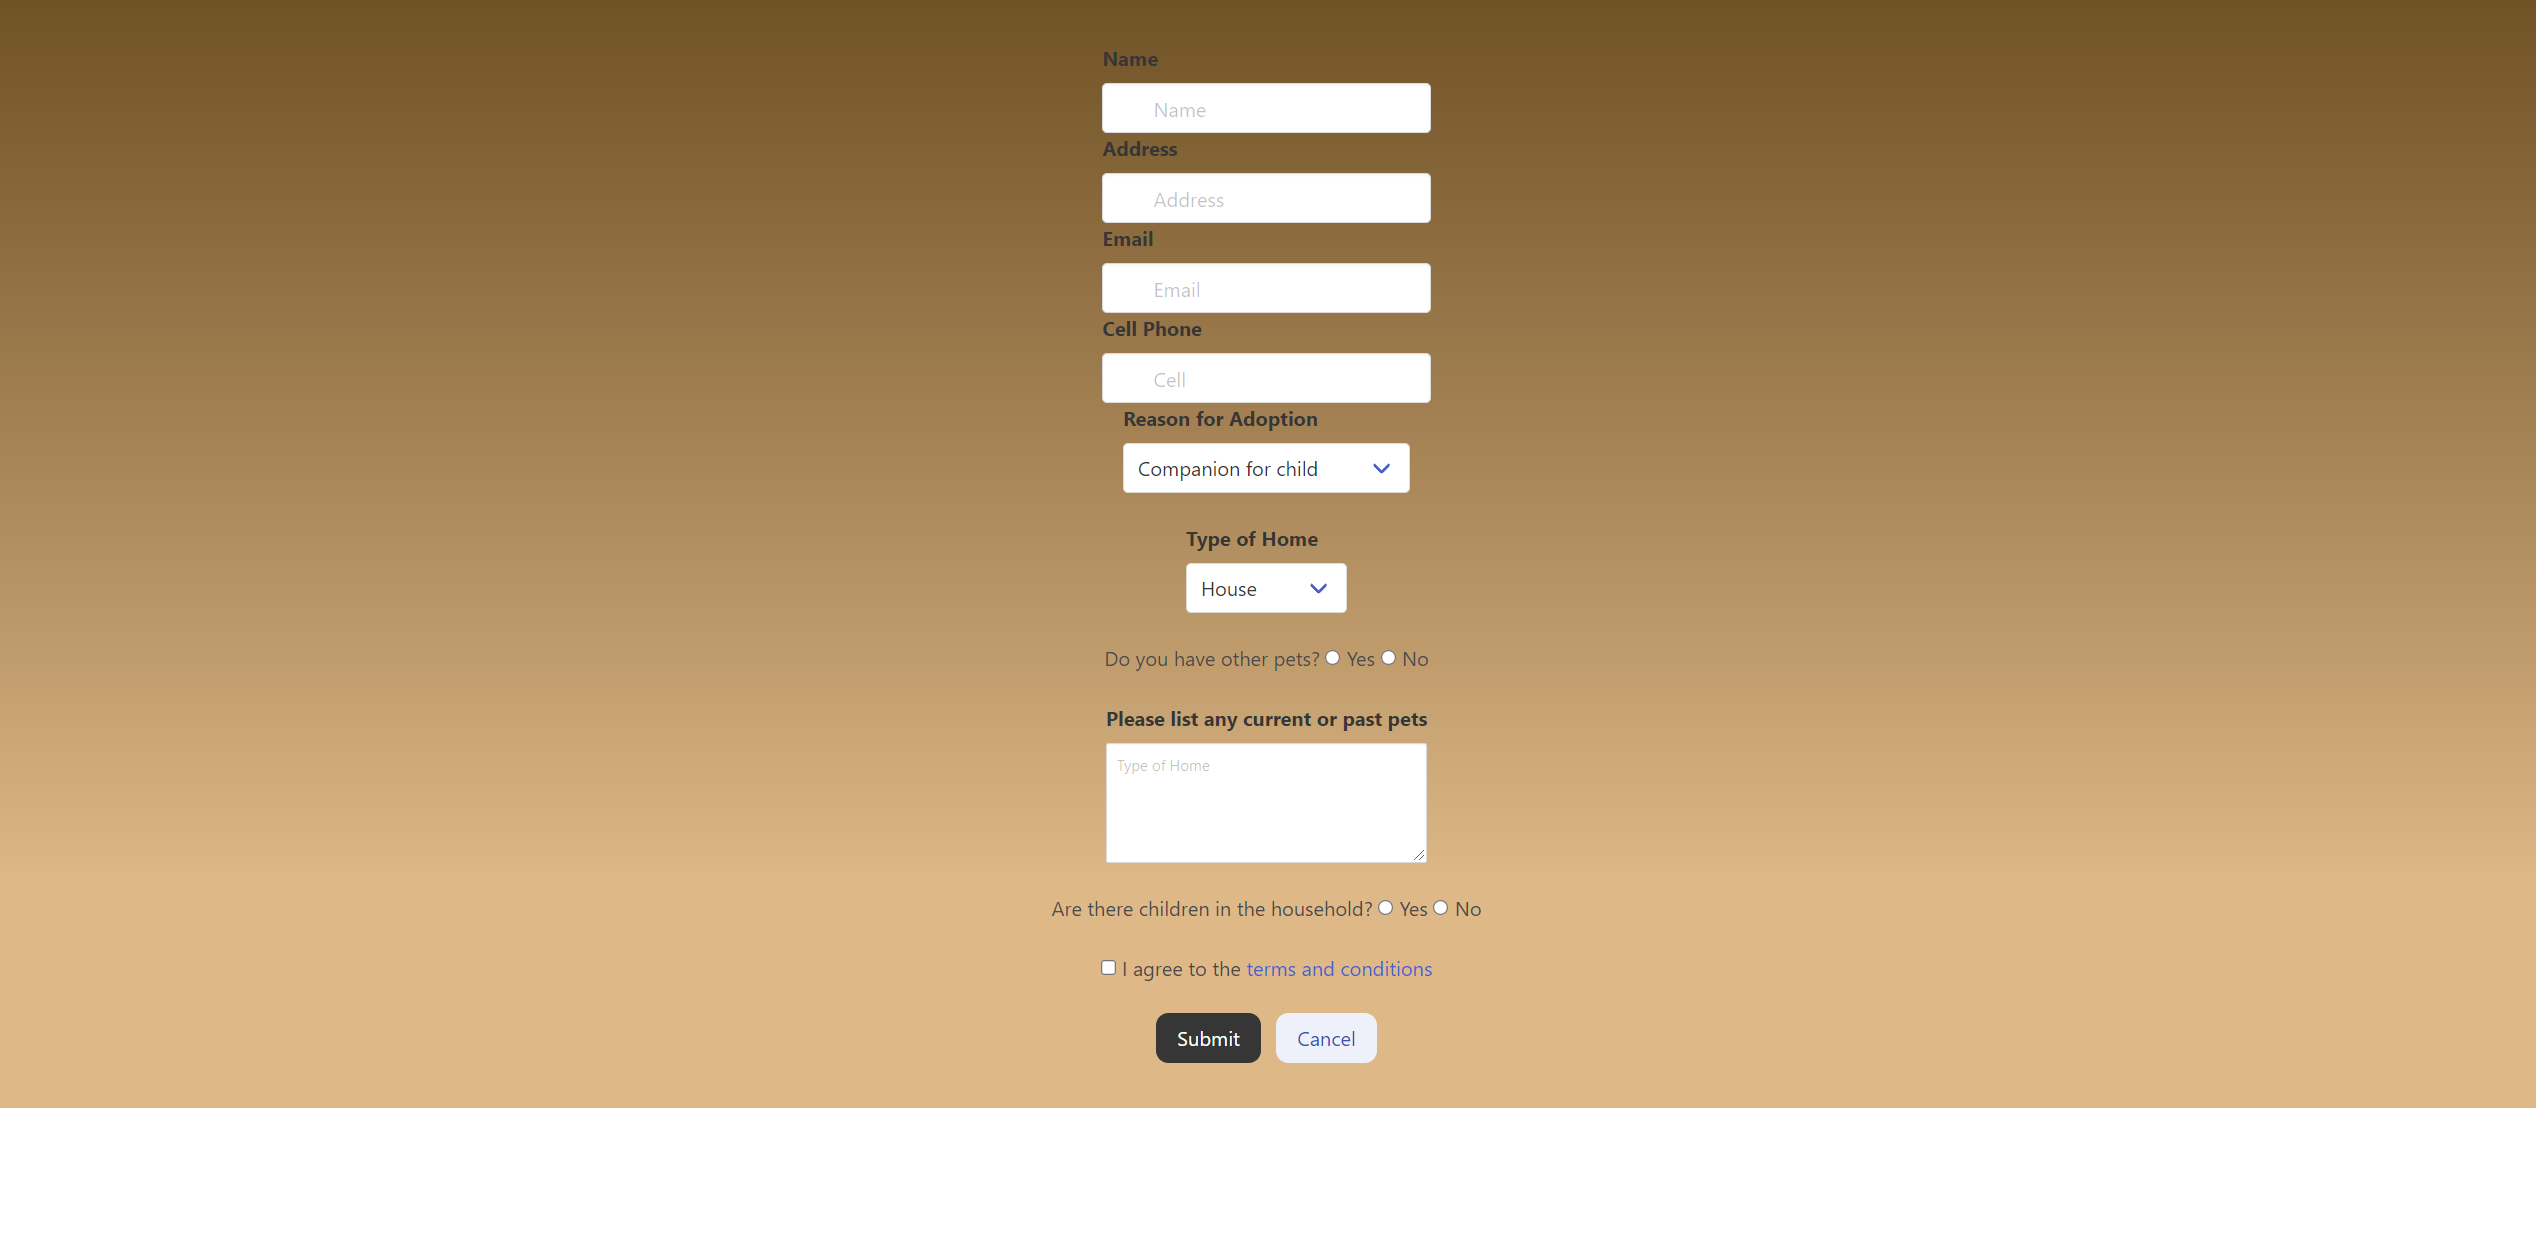 Name
Name
Address
Address
Email
Email
Cell Phone
Cell
Reason for Adoption
Companion for child
Type of Home
House
Do you have other pets? Yes No
Please list any current or past pets
Type of Home
Are there children in the household? Yes No
I agree to the terms and conditions
Submit Cancel